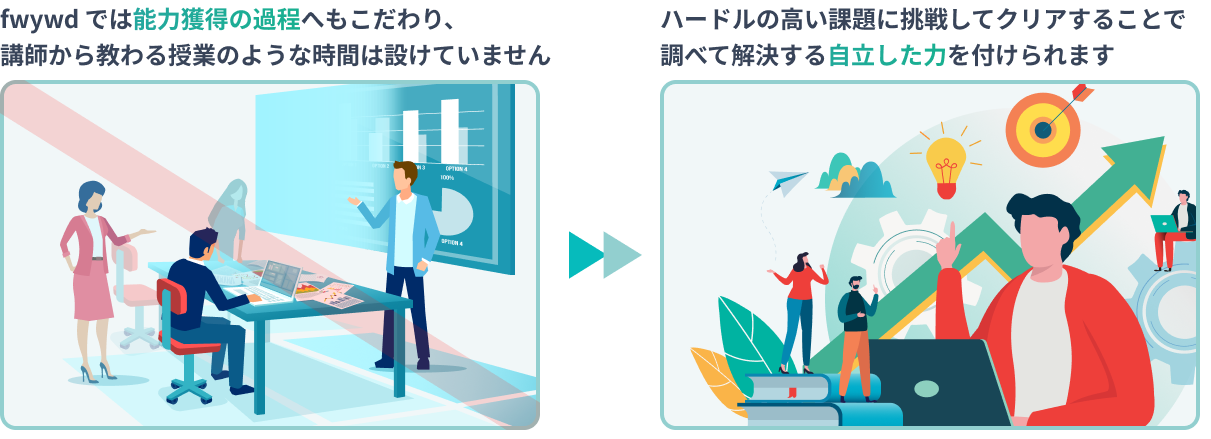 fwywd では能力獲得の過程へもこだわり、
講師から教わる授業のような時間は設けていません
ハードルの高い課題に挑戦してクリアすることで
調べて解決する自立した力を付けられます
OPTION 4
100%
OPTION 4